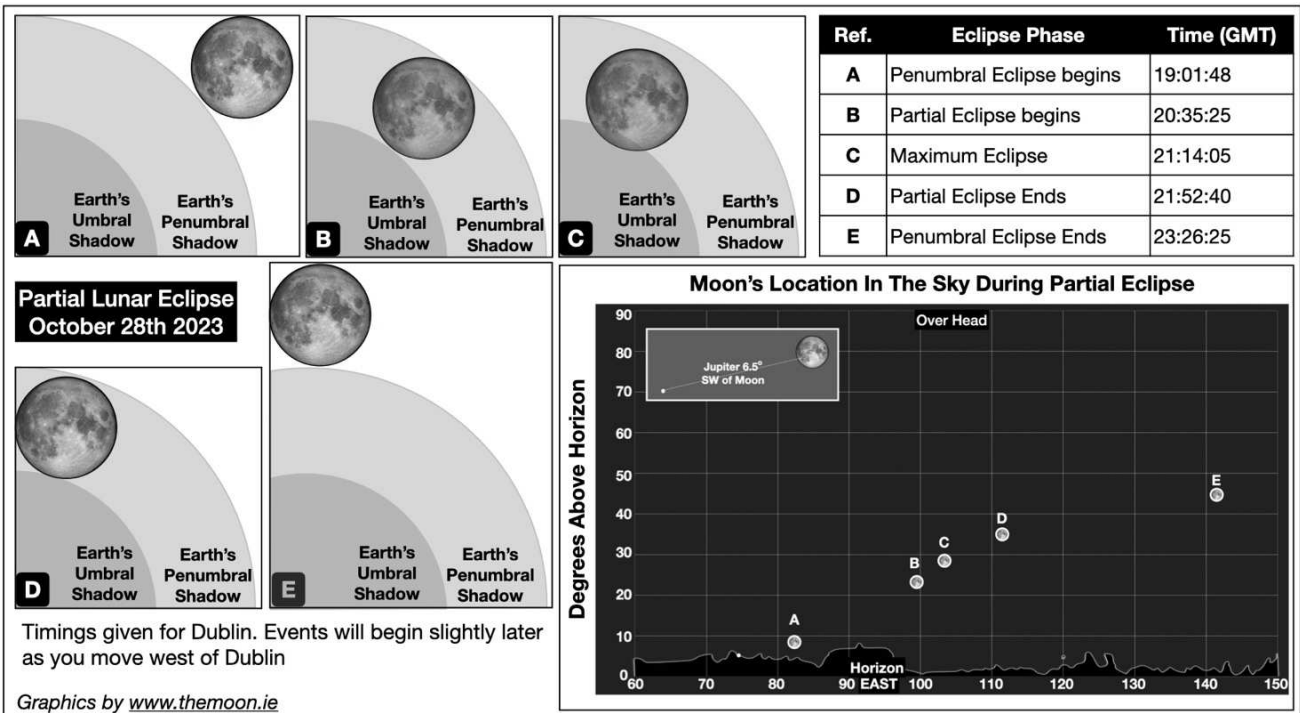 Earth's
Umbral
Shadow
Earth's
Penumbral
Shadow
A
Earth's
Umbral
Shadow
Earth's
Penumbral
Shadow
B
Earth's
Umbral
Shadow
Earth's
Penumbral
Shadow
C
Ref. Eclipse Phase Time (GMT)
A Penumbral Eclipse begins 19:01:48
B Partial Eclipse begins 20:35:25
C Maximum Eclipse 21:14:05
D Partial Eclipse Ends 21:52:40
E Penumbral Eclipse Ends 23:26:25
Partial Lunar Eclipse
October 28th 2023
Earth's
Umbral
Shadow
Earth's
Penumbral
Shadow
D
Earth's
Umbral
Shadow
Earth's
Penumbral
Shadow
E
Timings given for Dublin. Events will begin slightly later
as you move west of Dublin
Graphics by www.themoon.ie
Moon's Location In The Sky During Partial Eclipse
Degrees Above Horizon
90
80
70
60
50
40
30
20
10
0
Over Head
Jupiter 6.5°
SW of Moon
A
B
C
D
E
Horizon
EAST
60 70 80 90 100 110 120 130 140 150